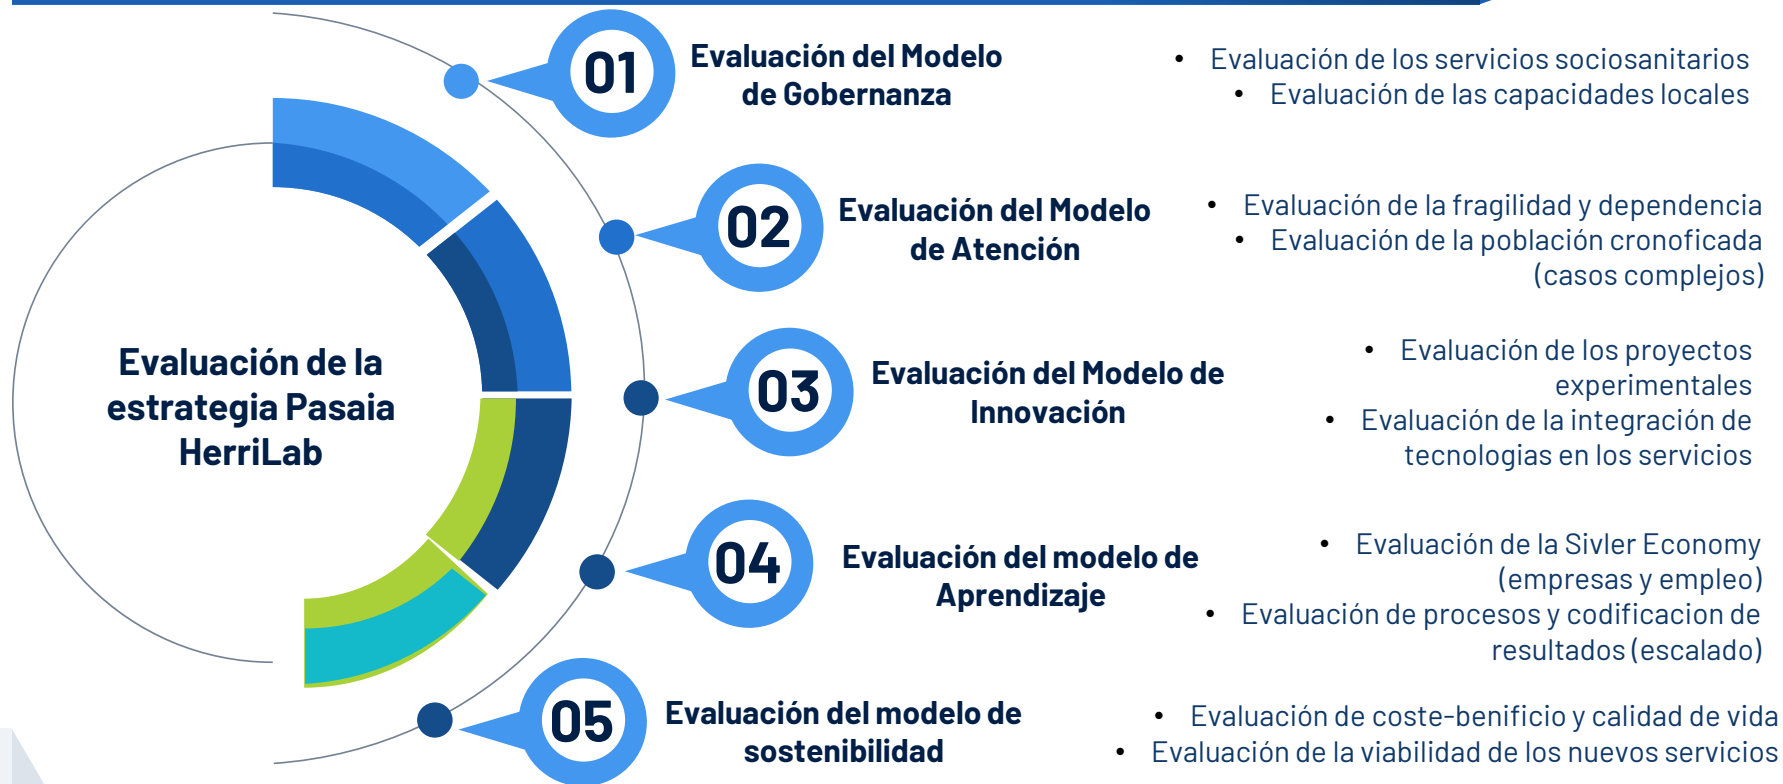 Evaluación de la
estrategia Pasaia
HerriLab
01
Evaluación del Modelo
de Gobernanza
• Evaluación de los servicios sociosanitarios
• Evaluación de las capacidades locales
02
Evaluación del Modelo
de Atención
• Evaluación de la fragilidad y dependencia
• Evaluación de la población cronoficada
(casos complejos)
03
Evaluación del Modelo de
Innovación
• Evaluación de los proyectos
experimentales
• Evaluación de la integración de
tecnologias en los servicios
04
Evaluación del modelo de
Aprendizaje
• Evaluación de la Sivler Economy
(empresas y empleo)
• Evaluación de procesos y codificacion de
resultados (escalado)
05
Evaluación del modelo de
sostenibilidad
• Evaluación de coste-benificio y calidad de vida
• Evaluación de la viabilidad de los nuevos servicios